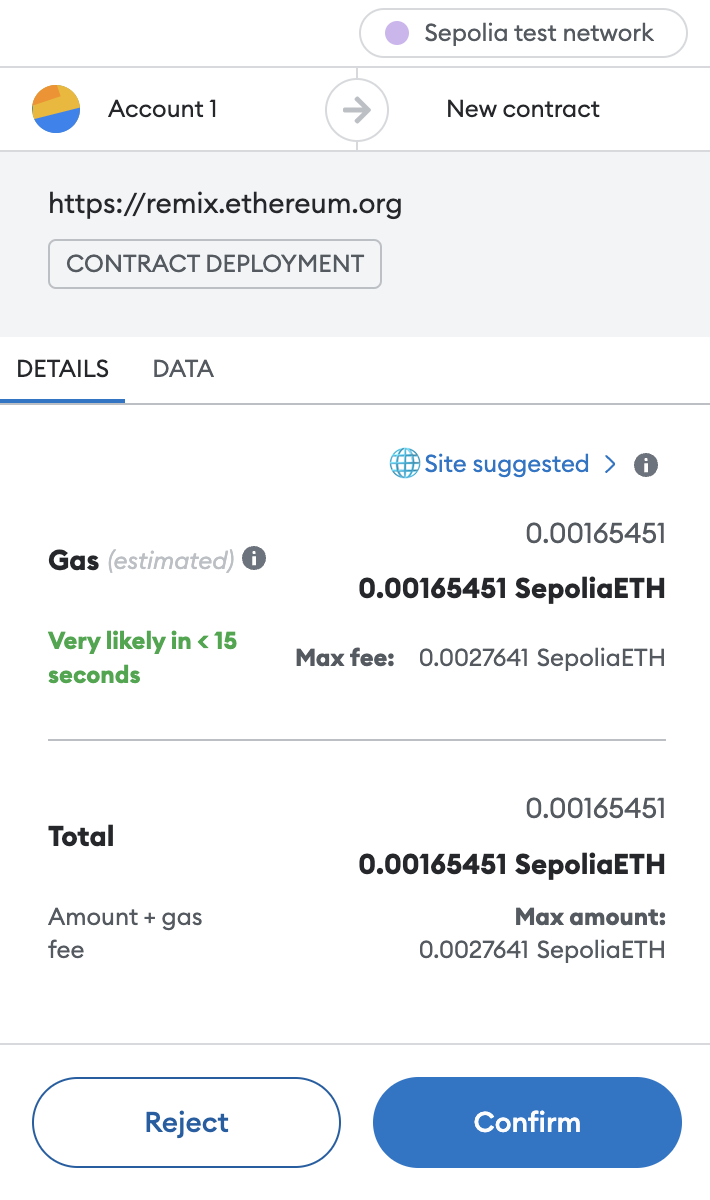 Sepolia test network
Account 1
New contract
https://remix.ethereum.org
CONTRACT DEPLOYMENT
DETAILS
DATA
Site suggested
0.00165451
Gas (estimated)
0.00165451 SepoliaETH
Very likely in < 15
seconds
Max fee: 0.0027641 SepoliaETH
0.00165451
Total
0.00165451 SepoliaETH
Amount + gas
fee
Max amount:
0.0027641 SepoliaETH
Reject
Confirm